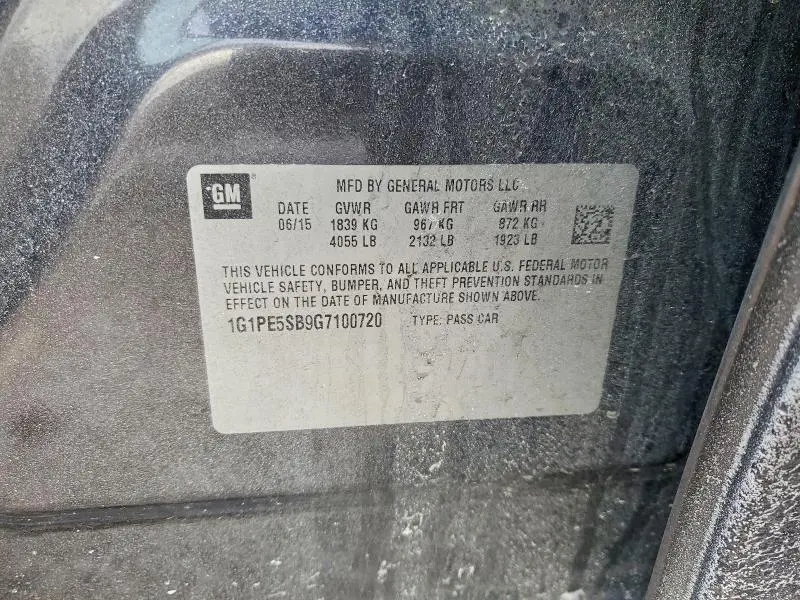 GM
MFD BY GENERAL MOTORS LLC
DATE GVWR GAWR FRT GAWR RR
06/15 1839 KG 967 KG 872 KG
4055 LB 2132 LB 1923 LB
THIS VEHICLE CONFORMS TO ALL APPLICABLE U.S. FEDERAL MOTOR
VEHICLE SAFETY, BUMPER, AND THEFT PREVENTION STANDARDS IN
EFFECT ON THE DATE OF MANUFACTURE SHOWN ABOVE.
1G1PE5SB9G7100720 TYPE: PASS CAR